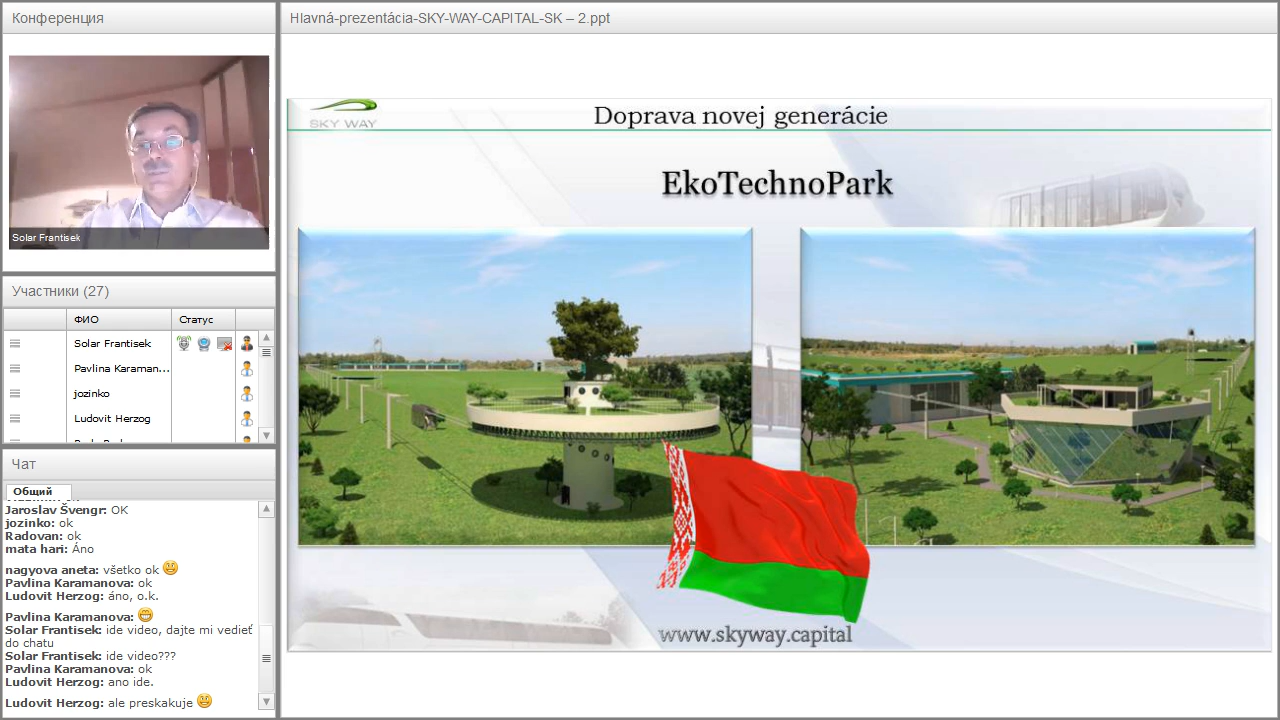 Конференция
Solar Frantisek
Участники (27)
ФИО
Статус
Solar Frantisek
Pavlina Karaman...
jozinko
Ludovit Herzog
Чат
Общий
Jaroslav Švengr: OK
jozinko: ok
Radovan: ok
mata hari: Áno
nagyova aneta: všetko ok
Pavlina Karamanova: ok
Ludovit Herzog: áno, o.k.
Pavlina Karamanova:
Solar Frantisek: ide video, dajte mi vedieť
do chatu
Solar Frantisek: ide video???
Pavlina Karamanova: ok
Ludovit Herzog: ano ide.
Ludovit Herzog: ale preskakuje
Hlavná-prezentácia-SKY-WAY-CAPITAL-SK – 2.ppt
SKY WAY
Doprava novej generácie
EkoTechnoPark
www.skyway.capital